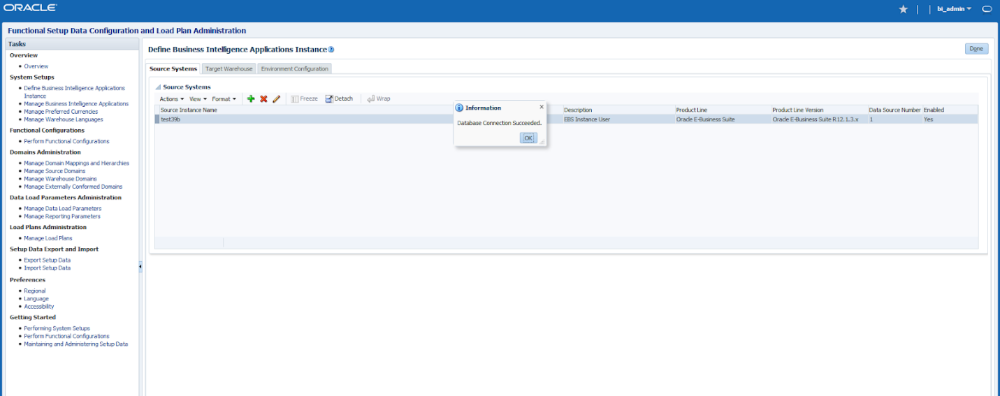 ORACLE
bi_admin
Functional Setup Data Configuration and Load Plan Administration
Tasks
Overview
Overview
System Setups
Define Business Intelligence Applications
Instance
Manage Business Intelligence Applications
Manage Preferred Currencies
Manage Warehouse Languages
Functional Configurations
Perform Functional Configurations
Domains Administration
Manage Domain Mappings and Hierarchies
Manage Source Domains
Manage Warehouse Domains
Manage Externally Conformed Domains
Data Load Parameters Administration
Manage Data Load Parameters
Manage Reporting Parameters
Load Plans Administration
Manage Load Plans
Setup Data Export and Import
Export Setup Data
Import Setup Data
Preferences
Regional
Language
Accessibility
Getting Started
Performing System Setups
Perform Functional Configurations
Maintaining and Administering Setup Data
Define Business Intelligence Applications Instance
Done
Source Systems Target Warehouse Environment Configuration
Source Systems
Actions View Format Freeze Detach Wrap
Source Instance Name Description Product Line Product Line Version Data Source Number Enabled
test39b EBS Instance User Oracle E-Business Suite Oracle E-Business Suite R12.1.3.x 1 Yes
Information
Database Connection Succeeded.
OK